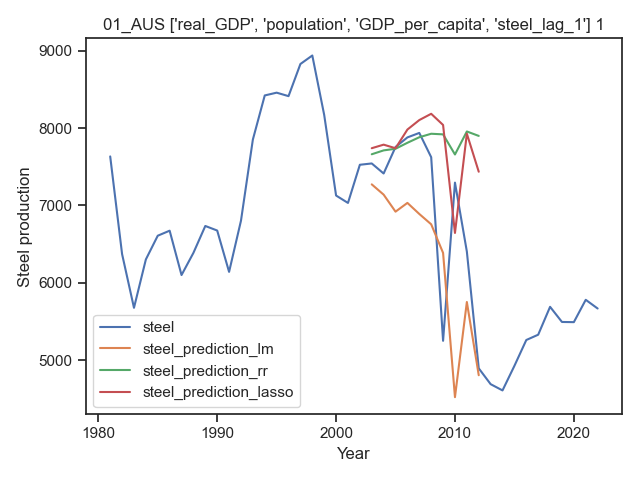 01_AUS ['real_GDP', 'population', 'GDP_per_capita', 'steel_lag_1'] 1
Steel production
9000
8000
7000
6000
5000
steel
steel_prediction_lm
steel_prediction_rr
steel_prediction_lasso
1980
1990
2000
2010
2020
Year